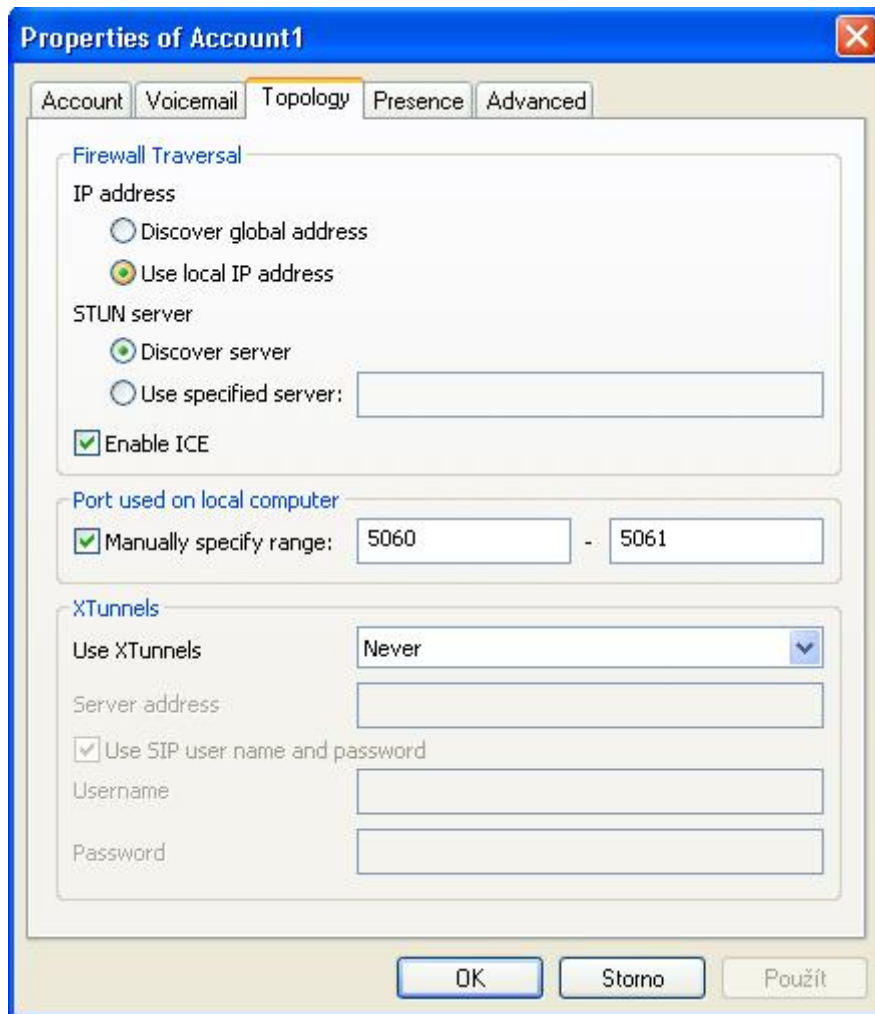 Properties of Account1
Account Voicemail Topology Presence Advanced
Firewall Traversal
IP address
Discover global address
Use local IP address
STUN server
Discover server
Use specified server:
Enable ICE
Port used on local computer
Manually specify range: 5060 - 5061
XTunnels
Use XTunnels Never
Server address
Use SIP user name and password
Username
Password
OK Storno Použít